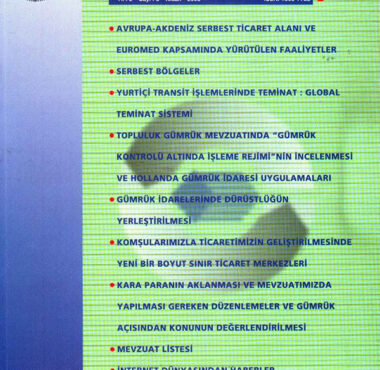 • AVRUPA-AKDENİZ SERBEST TİCARET ALANI VE
EUROMED KAPSAMINDA YÜRÜTÜLEN FAALİYETLER
• SERBEST BÖLGELER
• YURTİÇİ TRANSİT İŞLEMLERİNDE TEMİNAT : GLOBAL
TEMİNAT SİSTEMİ
• TOPLULUK GÜMRÜK MEVZUATINDA "GÜMRÜK
KONTROLÜ ALTINDA İŞLEME REJİMİ"NİN İNCELENMESİ
VE HOLLANDA GÜMRÜK İDARESİ UYGULAMALARI
• GÜMRÜK İDARELERİNDE DÜRÜSTLÜĞÜN
YERLEŞTİRİLMESİ
• KOMŞULARIMIZLA TİCARETİMİZİN GELİŞTİRİLMESİNDE
YENİ BİR BOYUT SINIR TİCARET MERKEZLERİ
• KARA PARANIN AKLANMASI VE MEVZUATIMIZDA
YAPILMASI GEREKEN DÜZENLEMELER VE GÜMRÜK
AÇISINDAN KONUNUN DEĞERLENDİRİLMESİ
• MEVZUAT LİSTESİ
• İNTERNET DÜNYASINDAN HABERLER